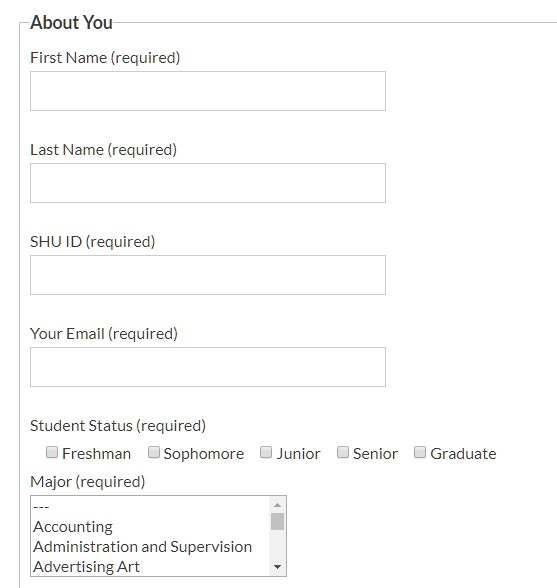 About You
First Name (required)
Last Name (required)
SHU ID (required)
Your Email (required)
Student Status (required)
Freshman Sophomore Junior Senior Graduate
Major (required)
---
Accounting
Administration and Supervision
Advertising Art